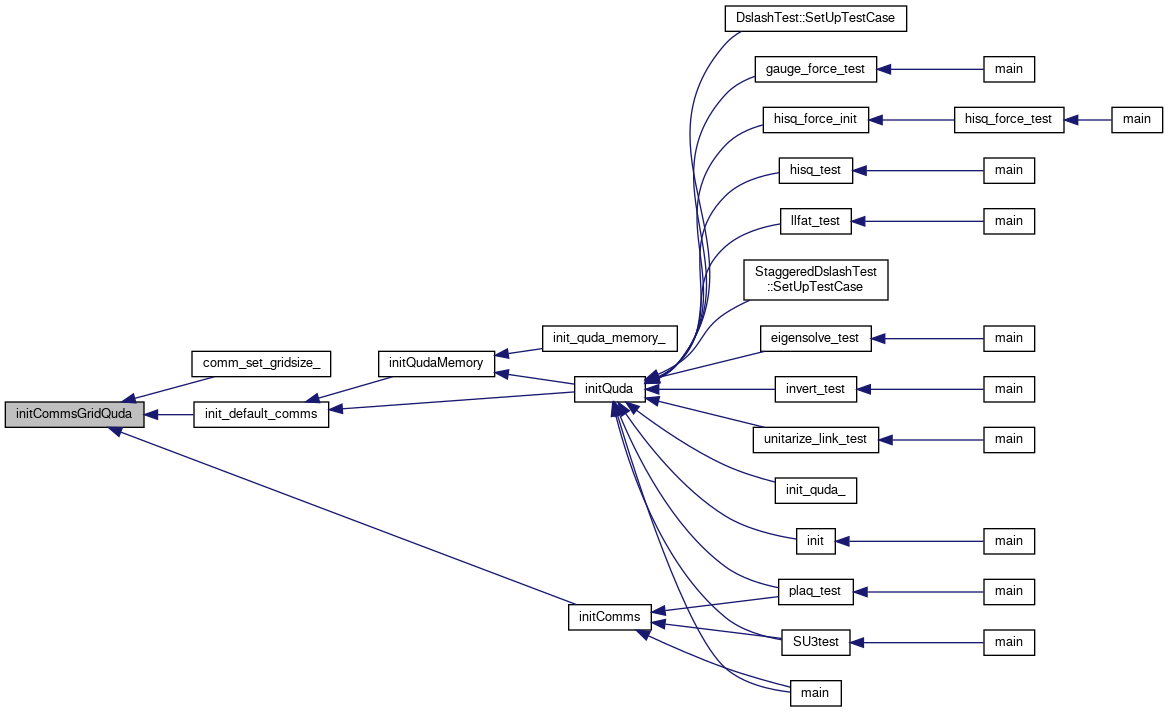 DslashTest::SetUpTestCase
gauge_force_test
main
hisq_force_init
hisq_force_test
main
hisq_test
main
llfat_test
main
StaggeredDslashTest
::SetUpTestCase
init_quda_memory_
eigensolve_test
main
comm_set_gridsize_
initQudaMemory
initQuda
invert_test
main
initCommsGridQuda
init_default_comms
unitarize_link_test
main
init_quda_
init
main
plaq_test
main
initComms
SU3test
main
main